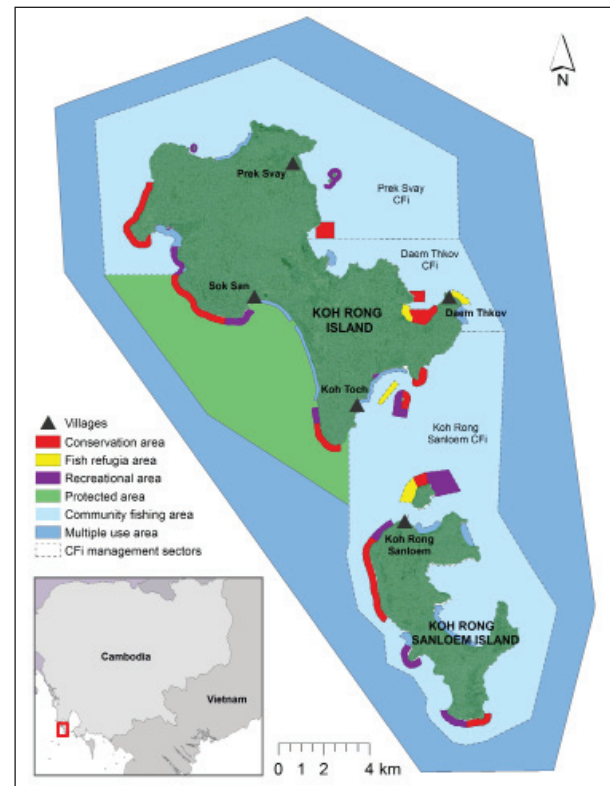 N
Prek Svay
Prek Svay
CFi
Daem Thkov
CFi
Sok San
KOH RONG
ISLAND
Daem Thkov
Koh Toch
Koh Rong
Sanloem CFi
Villages
Conservation area
Fish refugia area
Recreational area
Protected area
Community fishing area
Multiple use area
CFi management sectors
Koh Rong
Sanloem
KOH RONG
SANLOEM ISLAND
Cambodia
Vietnam
0 1 2 4 km